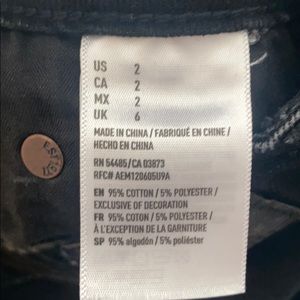 US 2
CA 2
MX 2
UK 6
MADE IN CHINA / FABRIQUÉ EN CHINE /
HECHO EN CHINA
RN 54485/CA 03873
RFC# AEM120605U9A
EN 95% COTTON / 5% POLYESTER /
EXCLUSIVE OF DECORATION
FR 95% COTON / 5% POLYESTER /
À L'EXCEPTION DE LA GARNITURE
SP 95% algodón / 5% poliéster